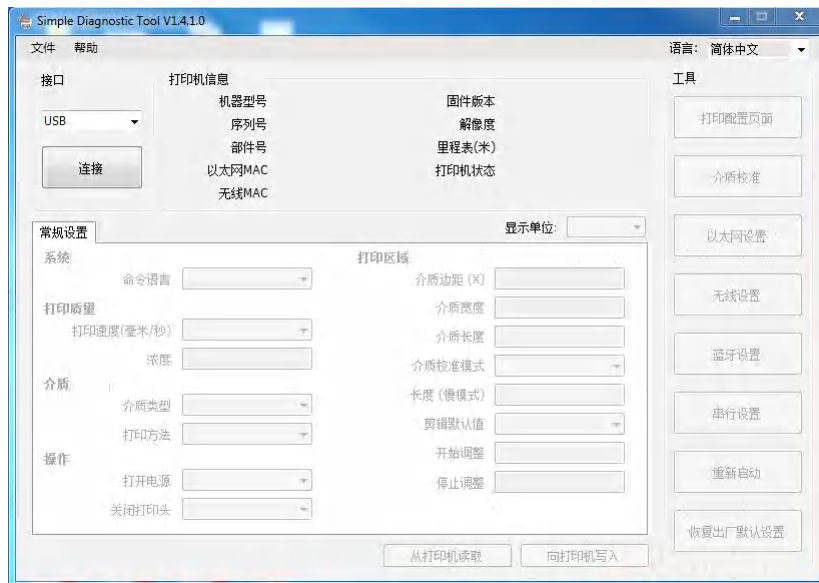 Simple Diagnostic Tool V1.4.1.0
文件 帮助 语言: 简体中文
接口
USB
连接
打印机信息
机器型号
序列号
部件号
以太网MAC
无线MAC
固件版本
解像度
里程表(米)
打印机状态
工具
打印配置页面
介质校准
以太网设置
无线设置
蓝牙设置
串行设置
重新启动
恢复出厂默认设置
常规设置
显示单位:
系统
命令语言
打印质量
打印速度(毫米/秒)
浓度
介质
介质类型
打印方法
操作
打开电源
关闭打印头
打印区域
介质边距 (X)
介质宽度
介质长度
介质校准模式
长度 (慢模式)
剪辑默认值
开始调整
停止调整
从打印机读取 向打印机写入